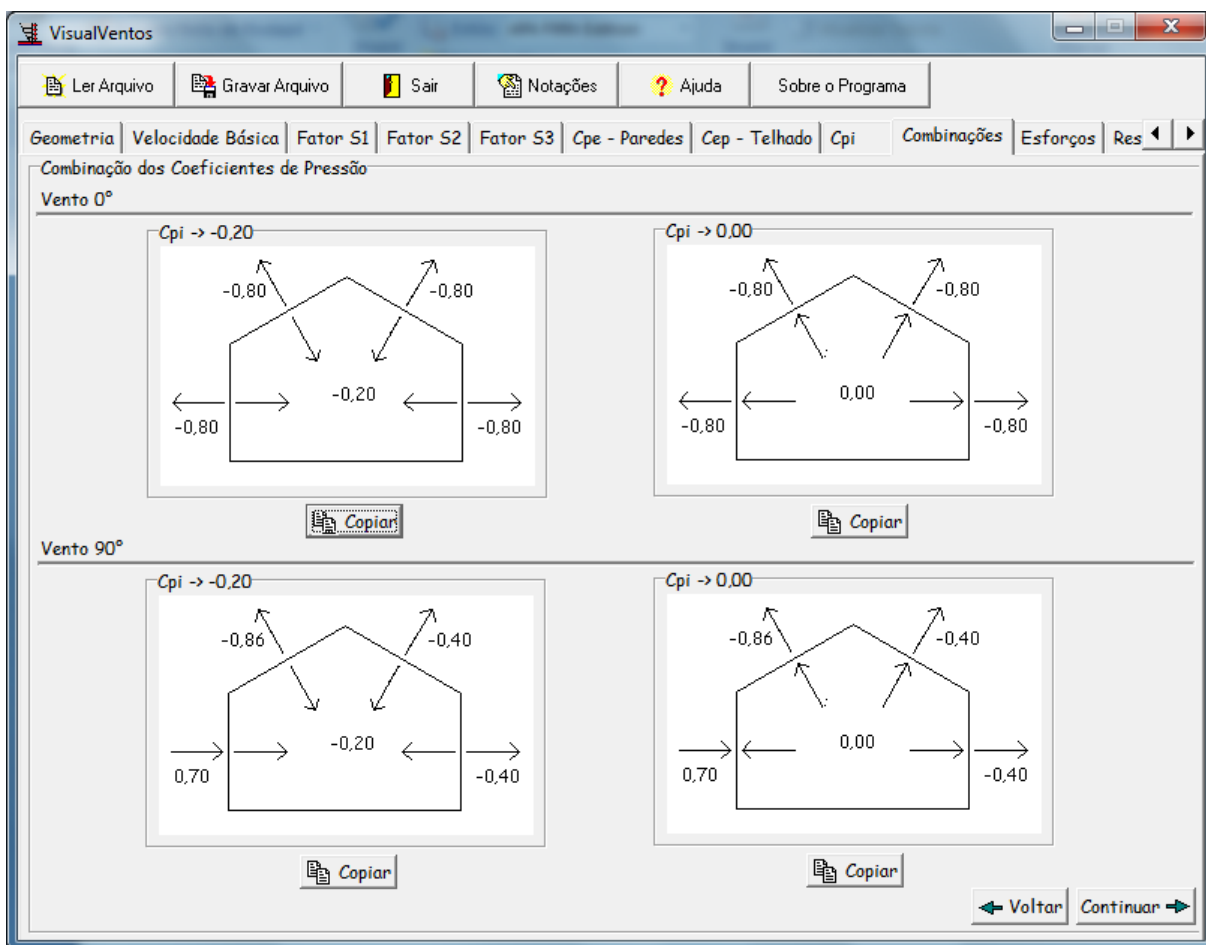 VisualVentos
Ler Arquivo Gravar Arquivo Sair Notações Ajuda Sobre o Programa
Geometria Velocidade Básica Fator S1 Fator S2 Fator S3 Cpe - Paredes Cep - Telhado Cpi Combinações Esforços Res
Combinação dos Coeficientes de Pressão
Vento 0°
Cpi -> -0,20 Cpi -> 0,00
-0,80 -0,80 -0,80 -0,80
-0,20 0,00
-0,80 -0,80 -0,80 -0,80
Copiar Copiar
Vento 90°
Cpi -> -0,20 Cpi -> 0,00
-0,86 -0,40 -0,86 -0,40
-0,20 0,00
0,70 -0,40 0,70 -0,40
Copiar Copiar
Voltar Continuar